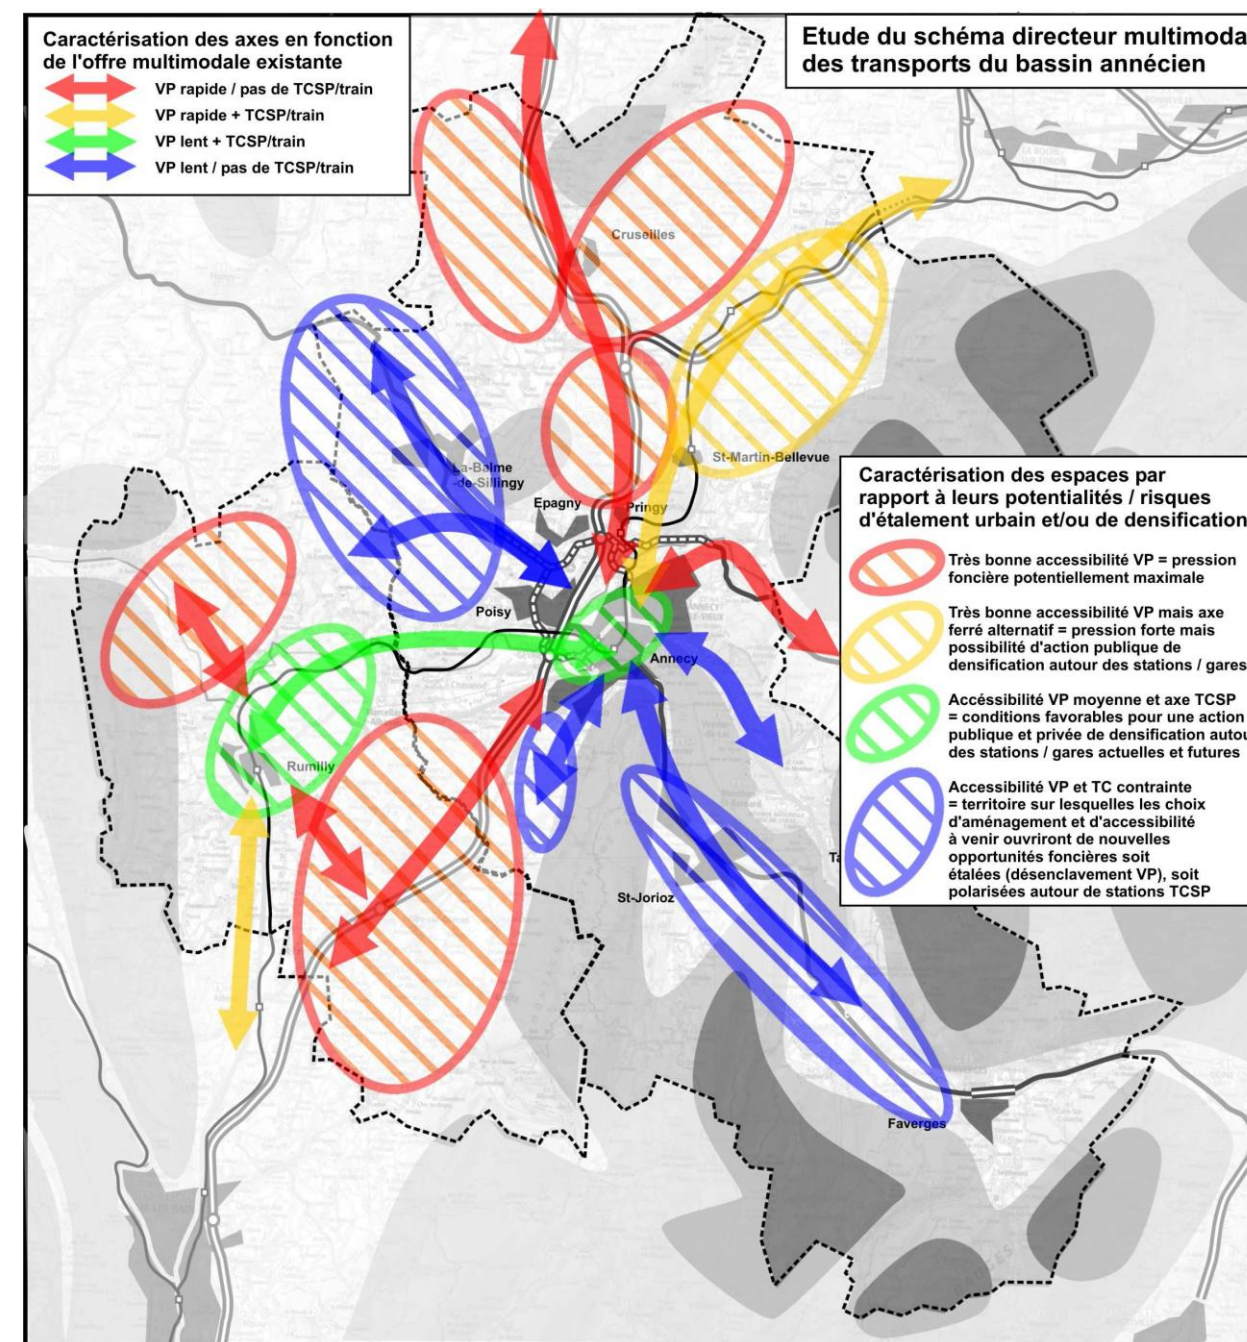 Caractérisation des axes en fonction
de l'offre multimodale existante
VP rapide / pas de TCSP/train
VP rapide + TCSP/train
VP lent + TCSP/train
VP lent / pas de TCSP/train
Etude du schéma directeur multimoda
des transports du bassin annécien
Cruseilles
La-Balme
-de-Sillingy
St-Martin-Bellevue
Epagny
Pringy
Poisy
Annecy
Rumilly
St-Jorioz
Faverges
Caractérisation des espaces par
rapport à leurs potentialités / risques
d'étalement urbain et/ou de densification
Très bonne accessibilité VP = pression
foncière potentiellement maximale
Très bonne accessibilité VP mais axe
ferré alternatif = pression forte mais
possibilité d'action publique de
densification autour des stations / gares
Accéssibilité VP moyenne et axe TCSP
= conditions favorables pour une action
publique et privée de densification autou
des stations / gares actuelles et futures
Accessibilité VP et TC contrainte
= territoire sur lesquelles les choix
d'aménagement et d'accessibilité
à venir ouvriront de nouvelles
opportunités foncières soit
étalées (désenclavement VP), soit
polarisées autour de stations TCSP